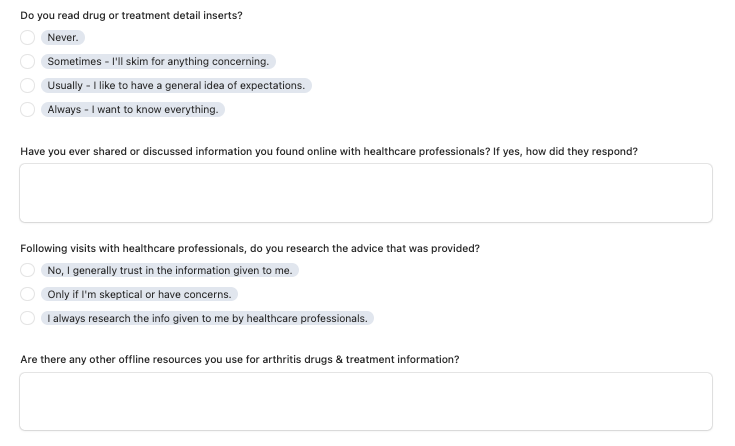 Do you read drug or treatment detail inserts?
Never.
Sometimes - I'll skim for anything concerning.
Usually - I like to have a general idea of expectations.
Always - I want to know everything.
Have you ever shared or discussed information you found online with healthcare professionals? If yes, how did they respond?
Following visits with healthcare professionals, do you research the advice that was provided?
No, I generally trust in the information given to me.
Only if I'm skeptical or have concerns.
I always research the info given to me by healthcare professionals.
Are there any other offline resources you use for arthritis drugs & treatment information?